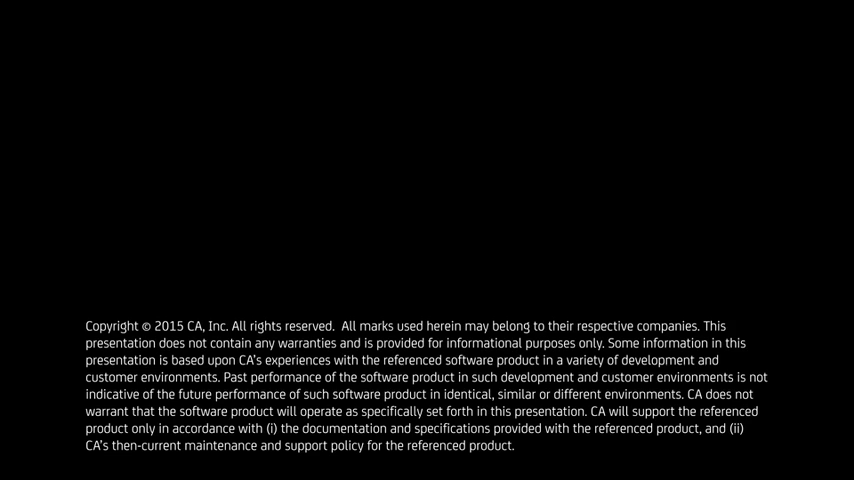 Copyright © 2015 CA, Inc. All rights reserved.  All marks used herein may belong to their respective companies. This
presentation does not contain any warranties and is provided for informational purposes only. Some information in this
presentation is based upon CA’s experiences with the referenced software product in a variety of development and
customer environments. Past performance of the software product in such development and customer environments is not
indicative of the future performance of such software product in identical, similar or different environments. CA does not
warrant that the software product will operate as specifically set forth in this presentation. CA will support the referenced
product only in accordance with (i) the documentation and specifications provided with the referenced product, and (ii)
CA’s then-current maintenance and support policy for the referenced product.